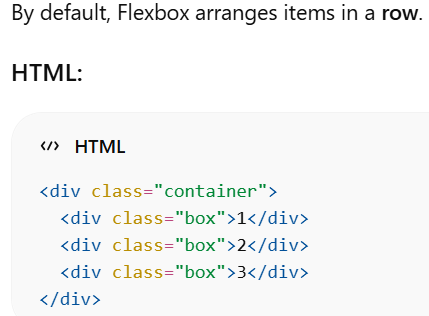 By default, Flexbox arranges items in a row.
HTML:
</> HTML
<div class="container">
  <div class="box">1</div>
  <div class="box">2</div>
  <div class="box">3</div>
</div>